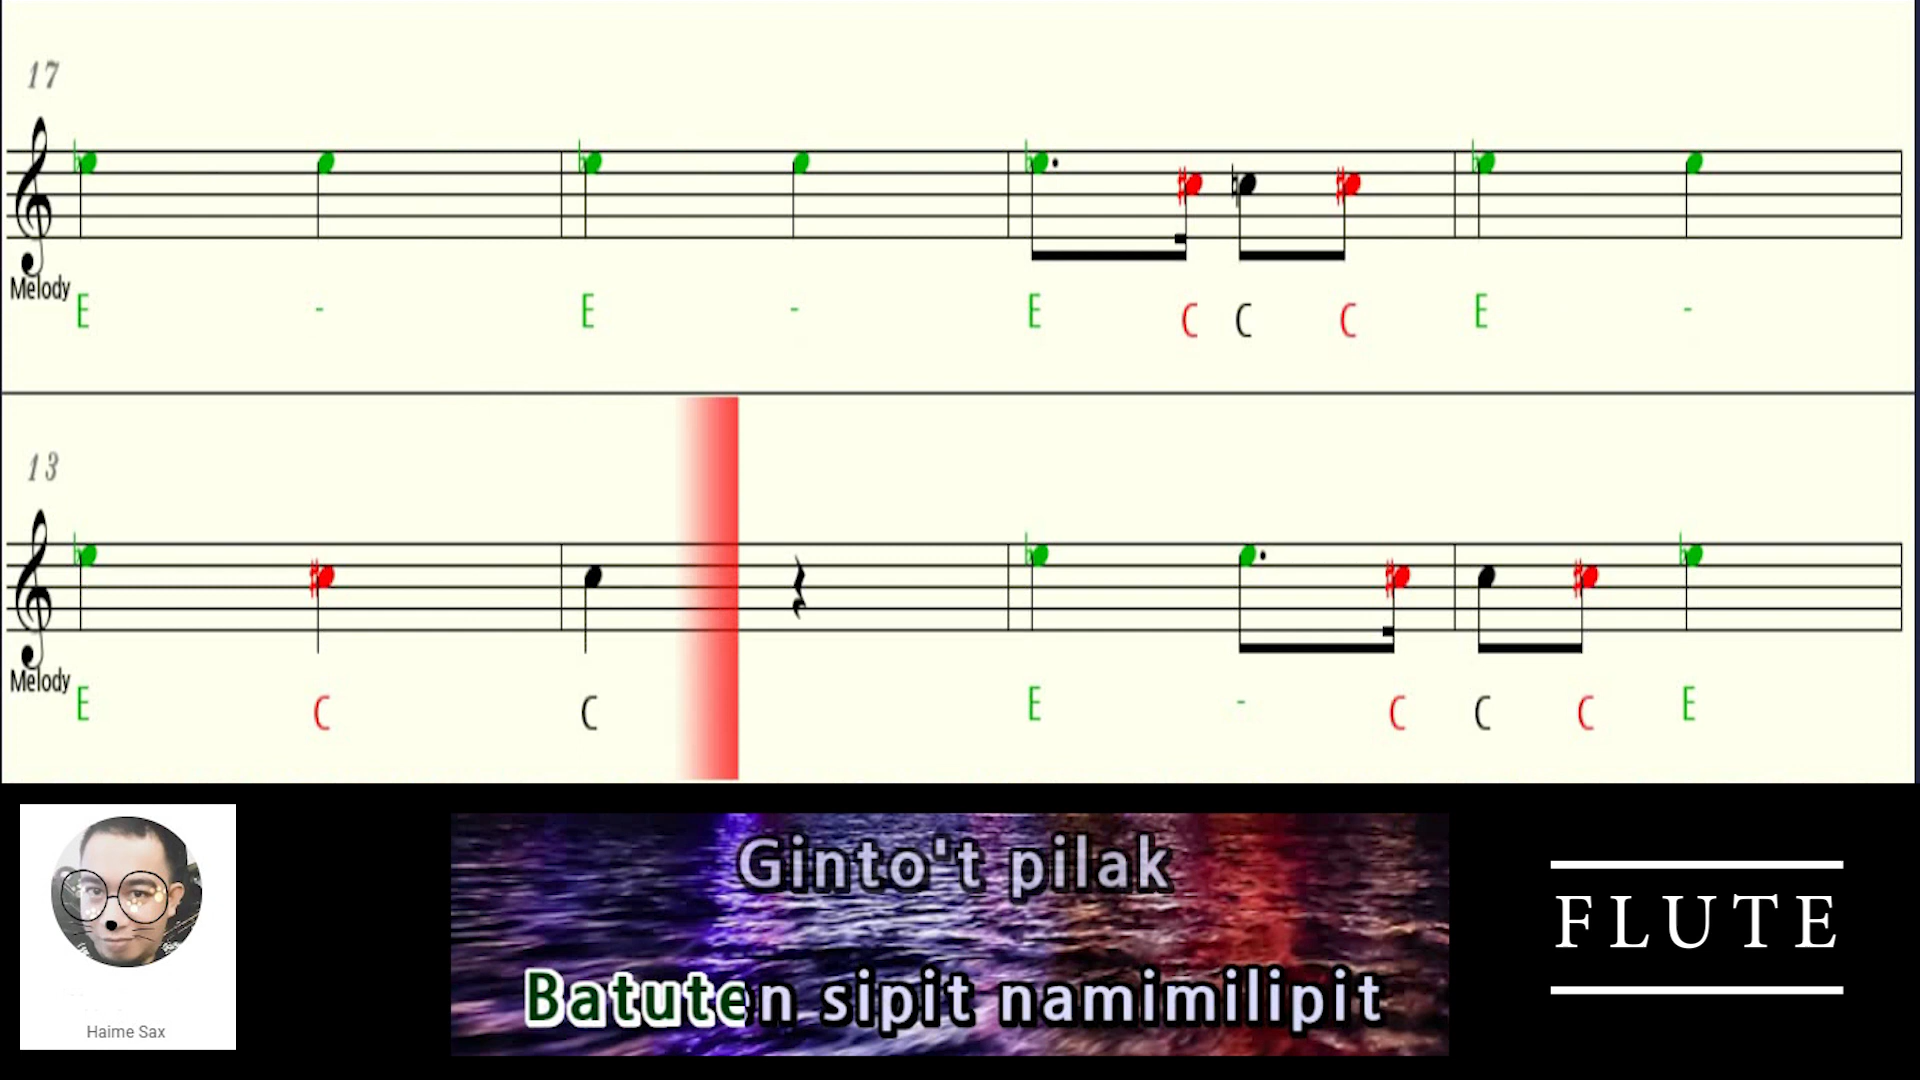 17
Melody
E - E - E C C C E -
13
Melody
E C C E - C C C E
Ginto't pilak
Batuten sipit namimilipit
Haime Sax
FLUTE